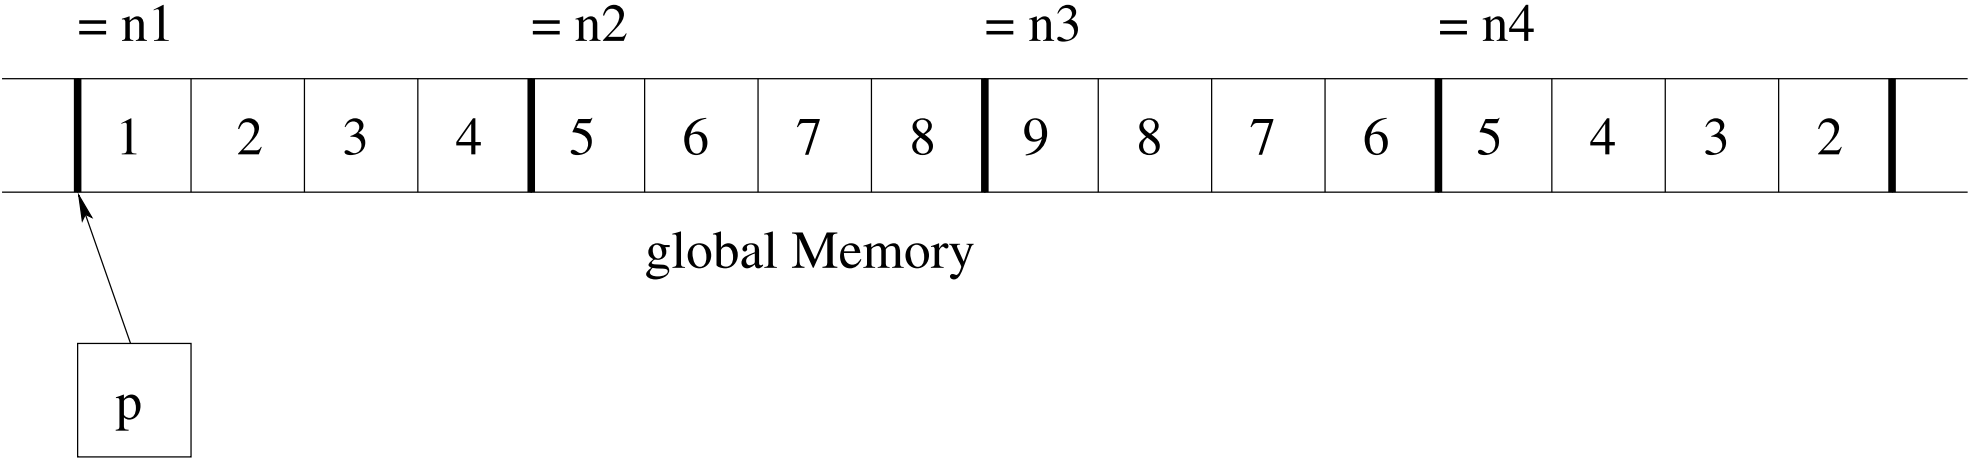 = n1 = n2 = n3 = n4
1 2 3 4 5 6 7 8 9 8 7 6 5 4 3 2
global Memory
p